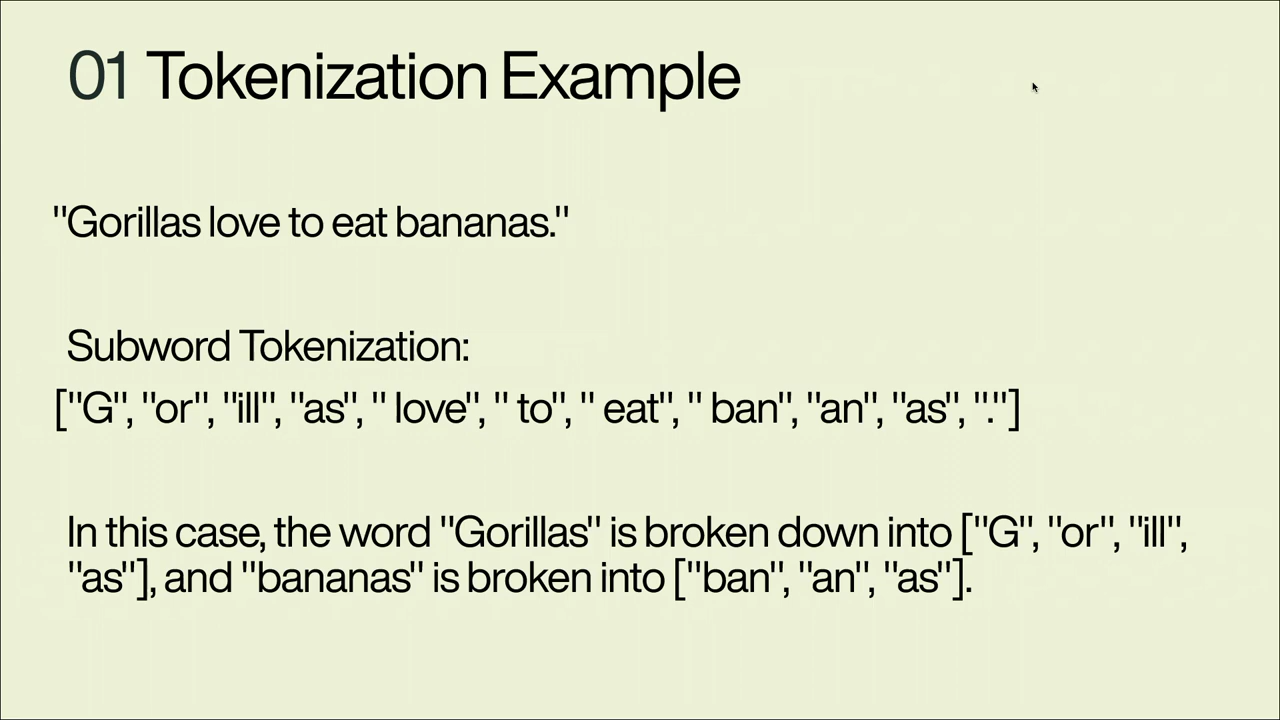 01 Tokenization Example
"Gorillas love to eat bananas."
Subword Tokenization:
["G", "or", "ill", "as", " love", " to", " eat", " ban", "an", "as", "."]
In this case, the word "Gorillas" is broken down into ["G", "or", "ill",
"as"], and "bananas" is broken into ["ban", "an", "as"].